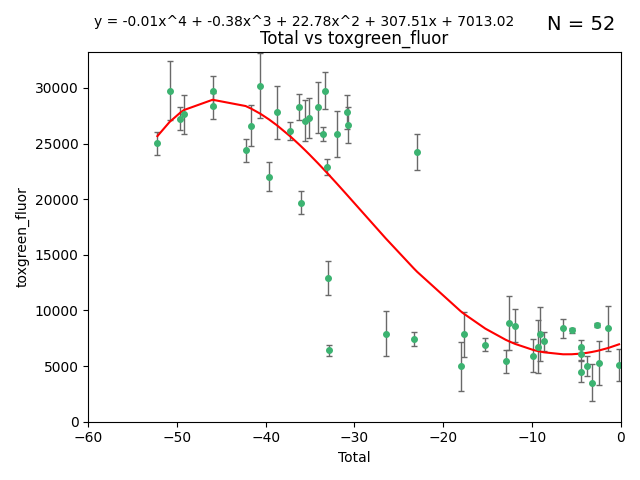 y = -0.01x^4 + -0.38x^3 + 22.78x^2 + 307.51x + 7013.02
N = 52
Total vs toxgreen_fluor
30000
25000
20000
15000
10000
5000
0
toxgreen_fluor
−60
−50
−40
−30
−20
−10
0
Total